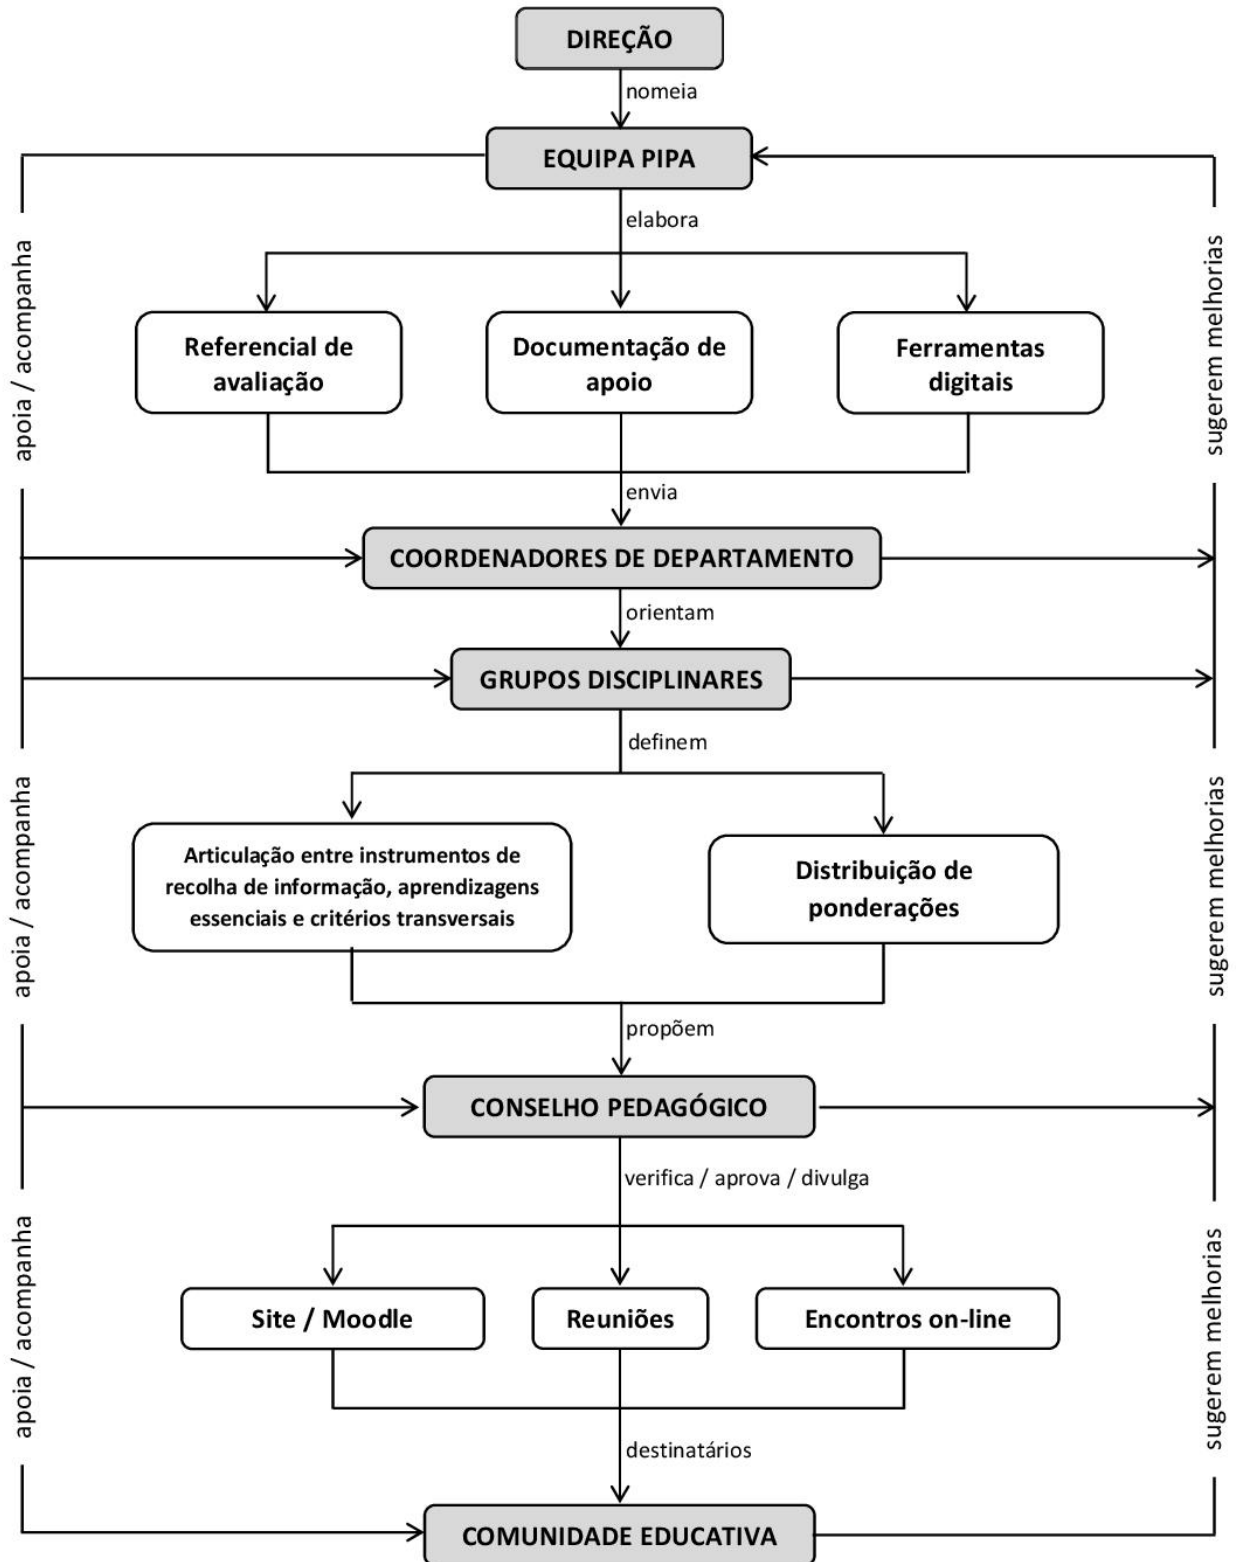 DIREÇÃO
nomeia
EQUIPA PIPA
elabora
apoia / acompanha
sugerem melhorias
Referencial de
avaliação
Documentação de
apoio
Ferramentas
digitais
envia
COORDENADORES DE DEPARTAMENTO
orientam
GRUPOS DISCIPLINARES
definem
apoia / acompanha
sugerem melhorias
Articulação entre instrumentos de
recolha de informação, aprendizagens
essenciais e critérios transversais
Distribuição de
ponderações
propõem
CONSELHO PEDAGÓGICO
verifica / aprova / divulga
apoia / acompanha
sugerem melhorias
Site / Moodle
Reuniões
Encontros on-line
destinatários
COMUNIDADE EDUCATIVA